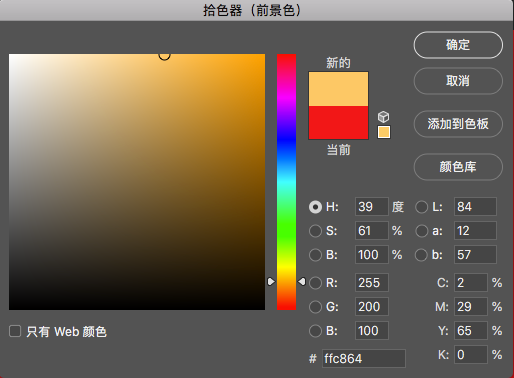 拾色器（前景色）
新的
当前
确定
取消
添加到色板
颜色库
H: 39 度
S: 61 %
B: 100 %
R: 255
G: 200
B: 100
# ffc864
L: 84
a: 12
b: 57
C: 2 %
M: 29 %
Y: 65 %
K: 0 %
只有 Web 颜色